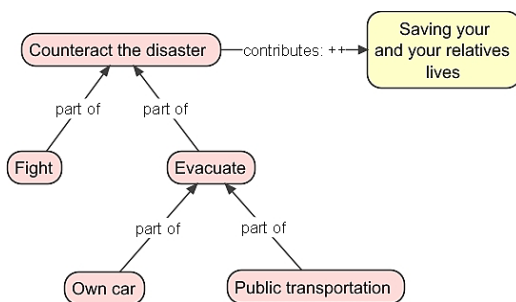 Counteract the disaster
contributes: ++
Saving your
and your relatives
lives
part of
part of
Fight
Evacuate
part of
part of
Own car
Public transportation